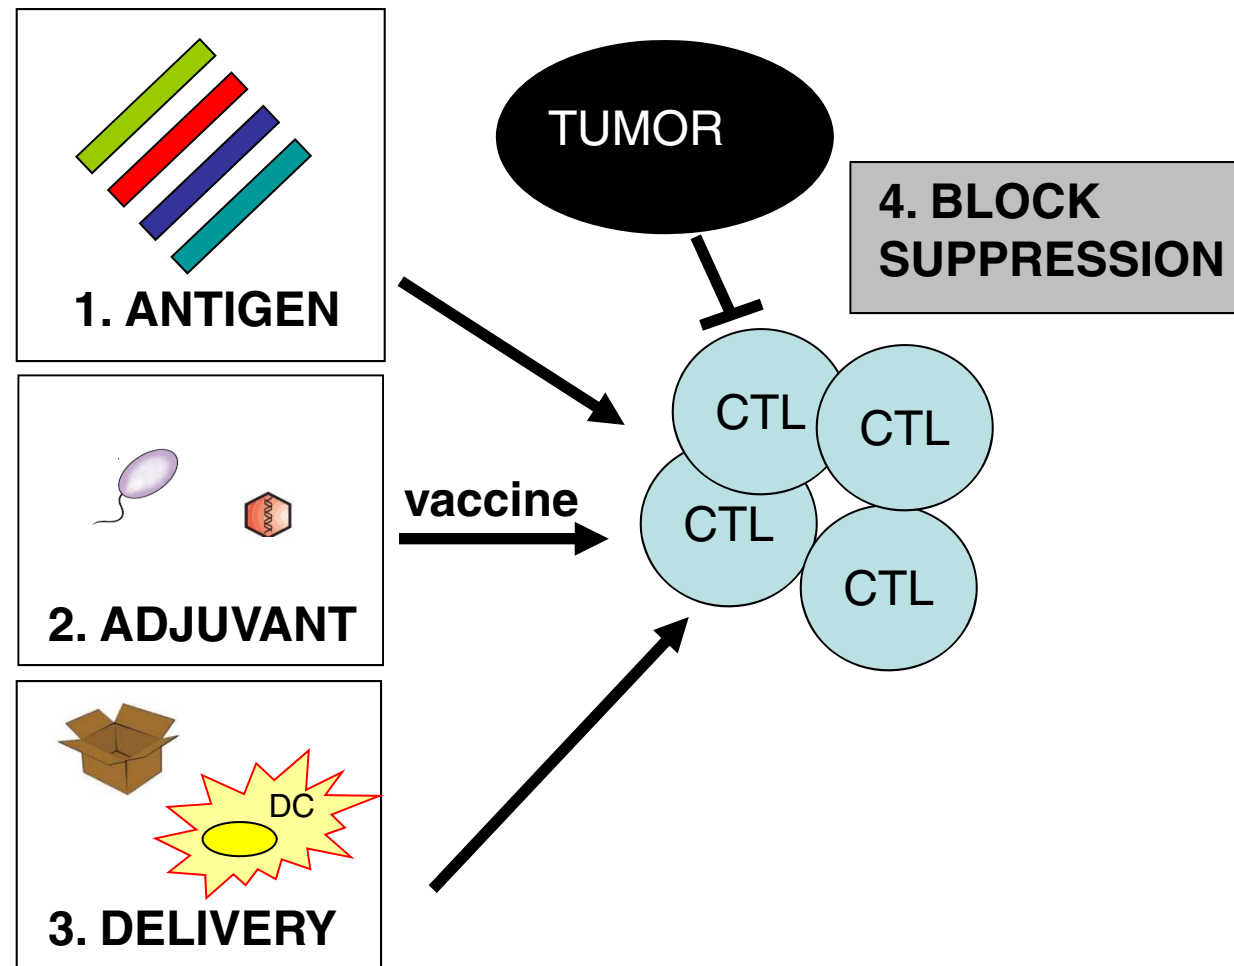 1. ANTIGEN
TUMOR
4. BLOCK
SUPPRESSION
2. ADJUVANT
vaccine
CTL
CTL
CTL
CTL
DC
3. DELIVERY